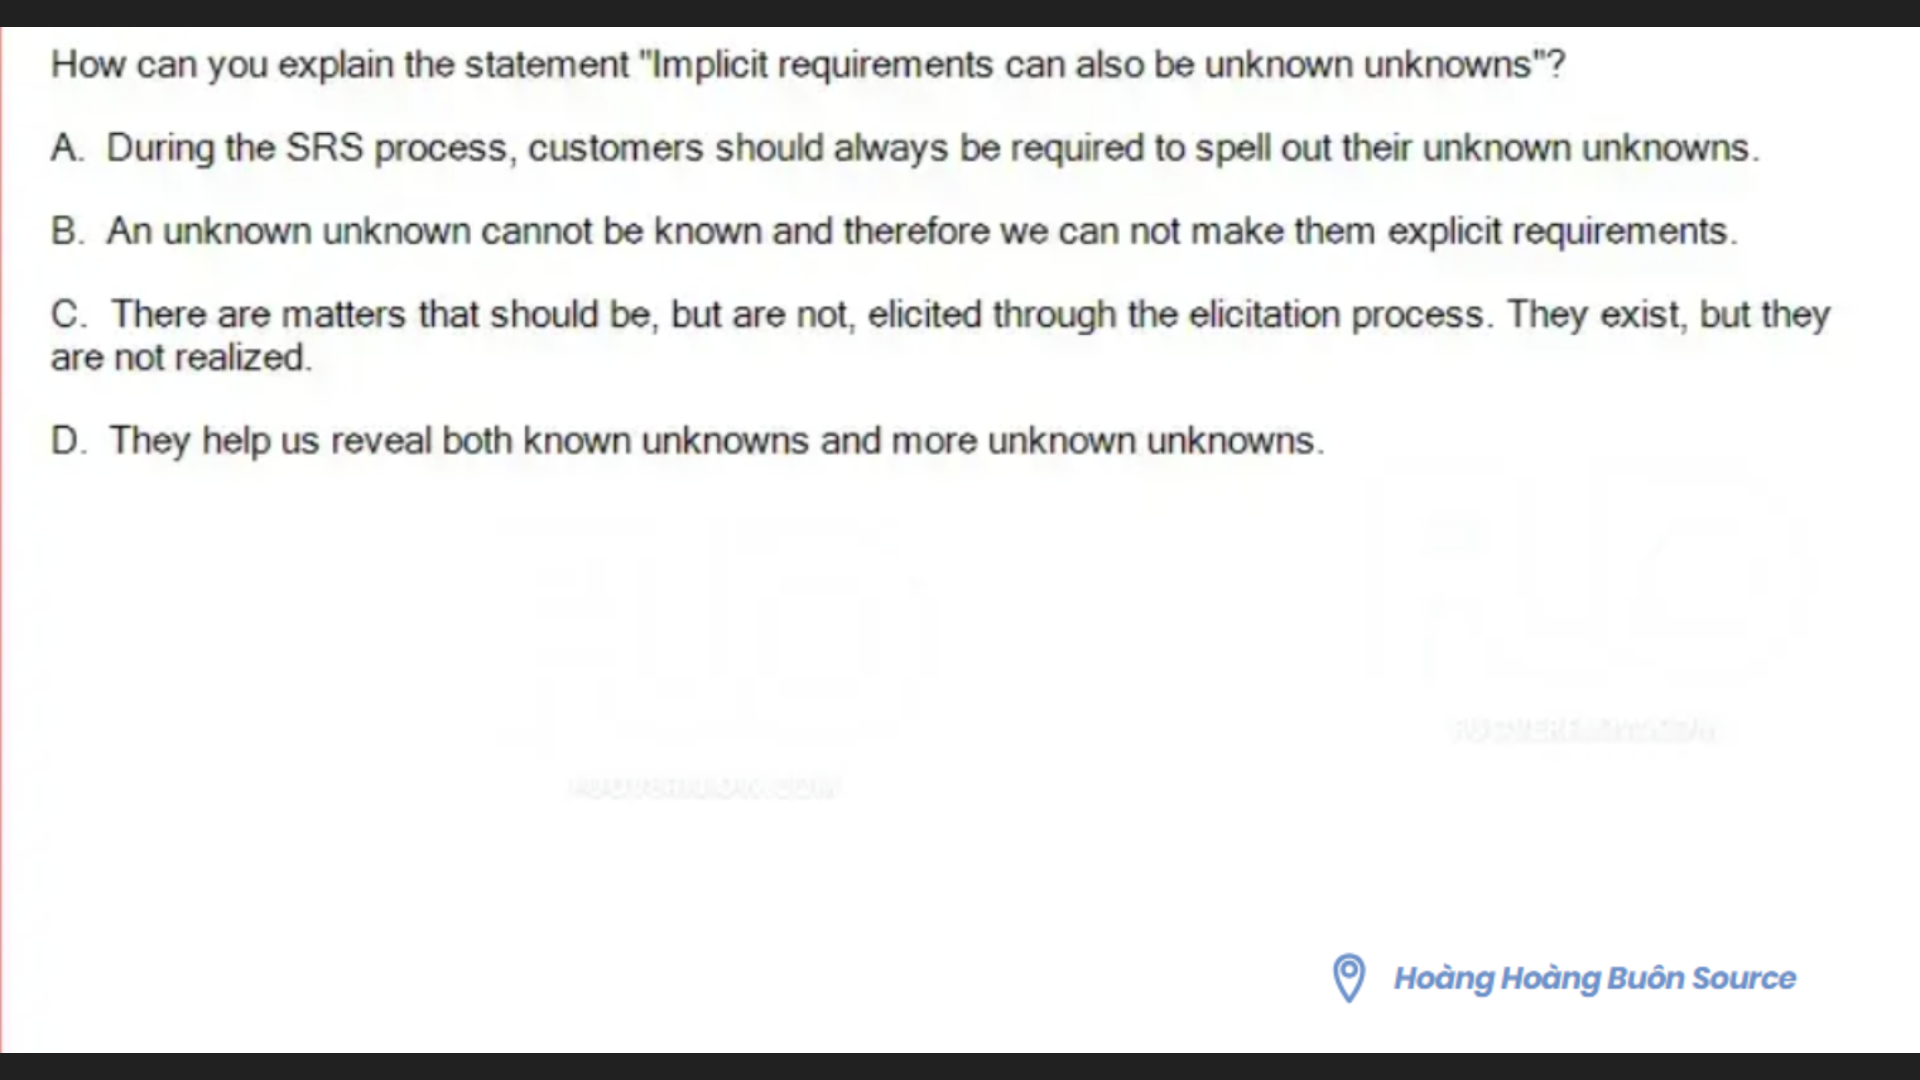 How can you explain the statement "Implicit requirements can also be unknown unknowns"?
A. During the SRS process, customers should always be required to spell out their unknown unknowns.
B. An unknown unknown cannot be known and therefore we can not make them explicit requirements.
C. There are matters that should be, but are not, elicited through the elicitation process. They exist, but they
are not realized.
D. They help us reveal both known unknowns and more unknown unknowns.
Hoàng Hoàng Buôn Source